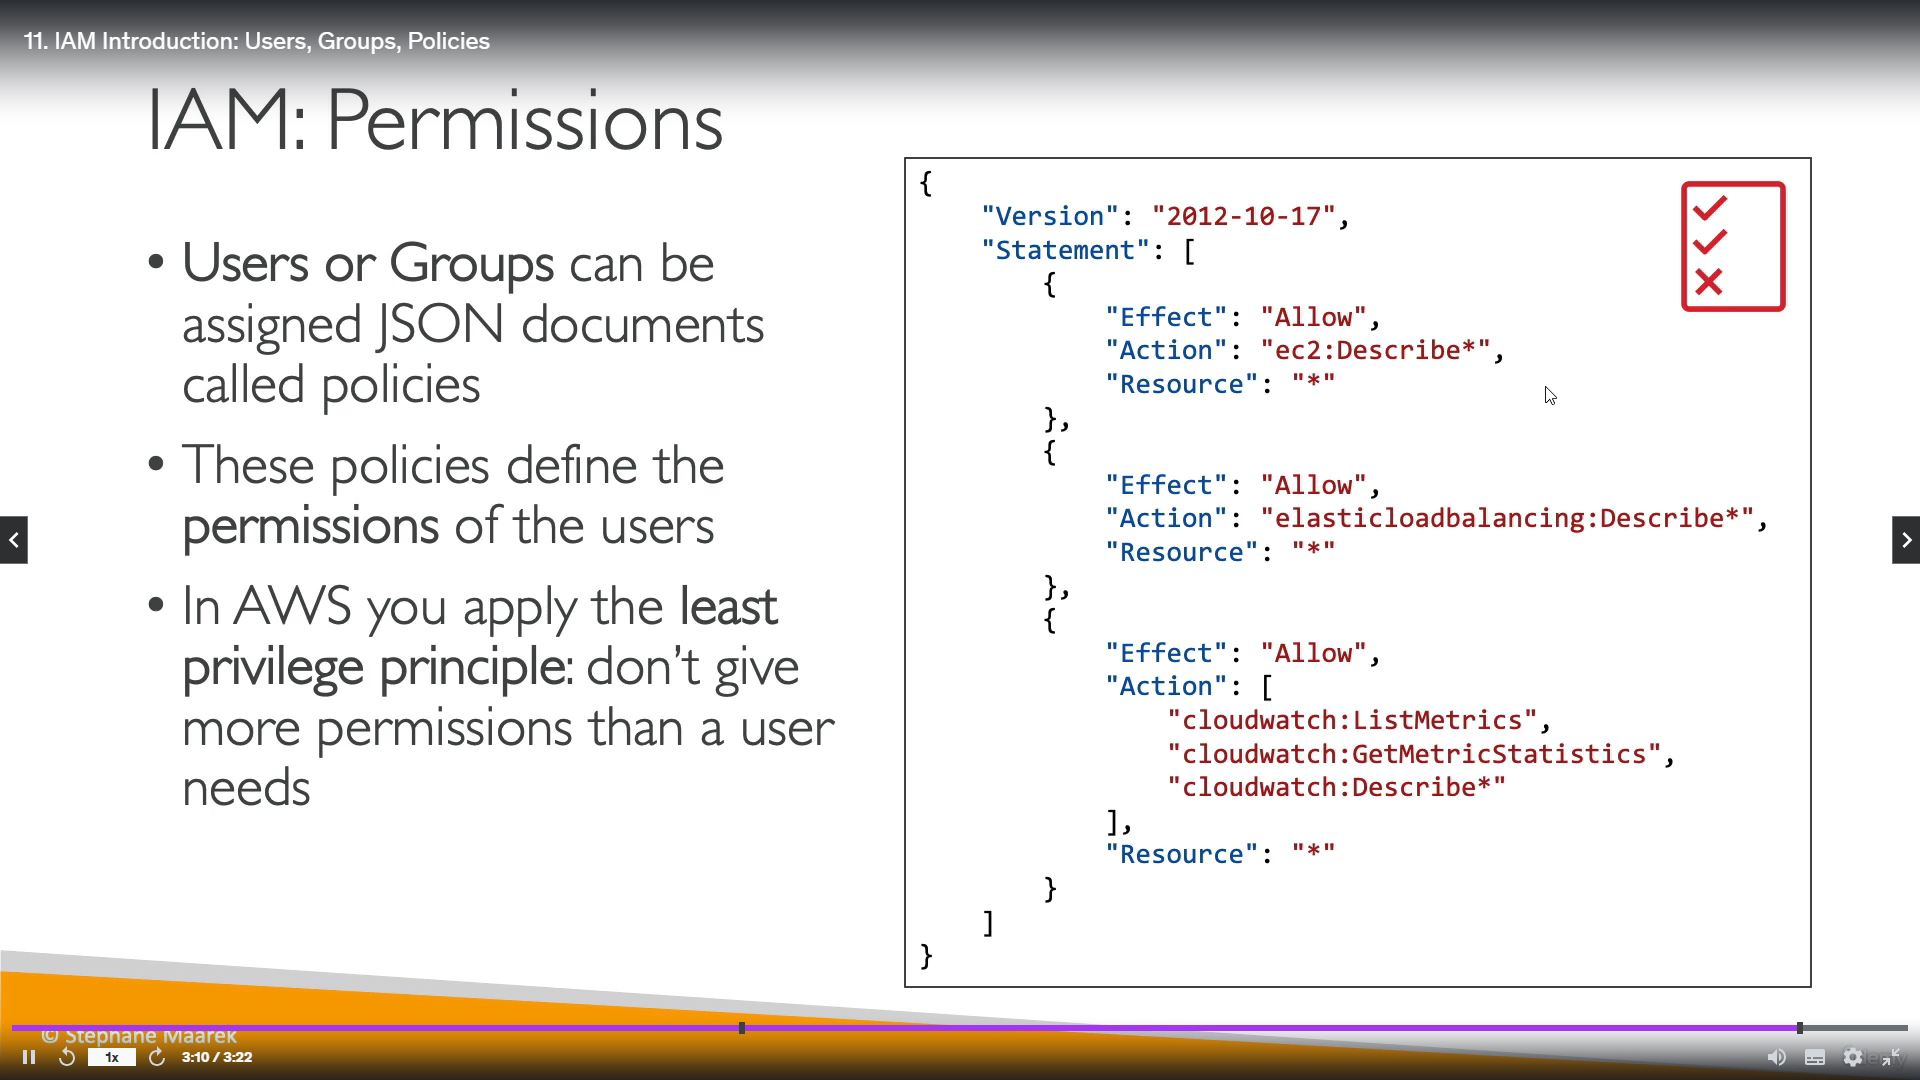 11. IAM Introduction: Users, Groups, Policies
IAM: Permissions
• Users or Groups can be
assigned JSON documents
called policies
• These policies define the
permissions of the users
• In AWS you apply the least
privilege principle: don’t give
more permissions than a user
needs
{
"Version": "2012-10-17",
"Statement": [
{
"Effect": "Allow",
"Action": "ec2:Describe*",
"Resource": "*"
},
{
"Effect": "Allow",
"Action": "elasticloadbalancing:Describe*",
"Resource": "*"
},
{
"Effect": "Allow",
"Action": [
"cloudwatch:ListMetrics",
"cloudwatch:GetMetricStatistics",
"cloudwatch:Describe*"
],
"Resource": "*"
}
]
}
© Stephane Maarek
1x
3:10 / 3:22